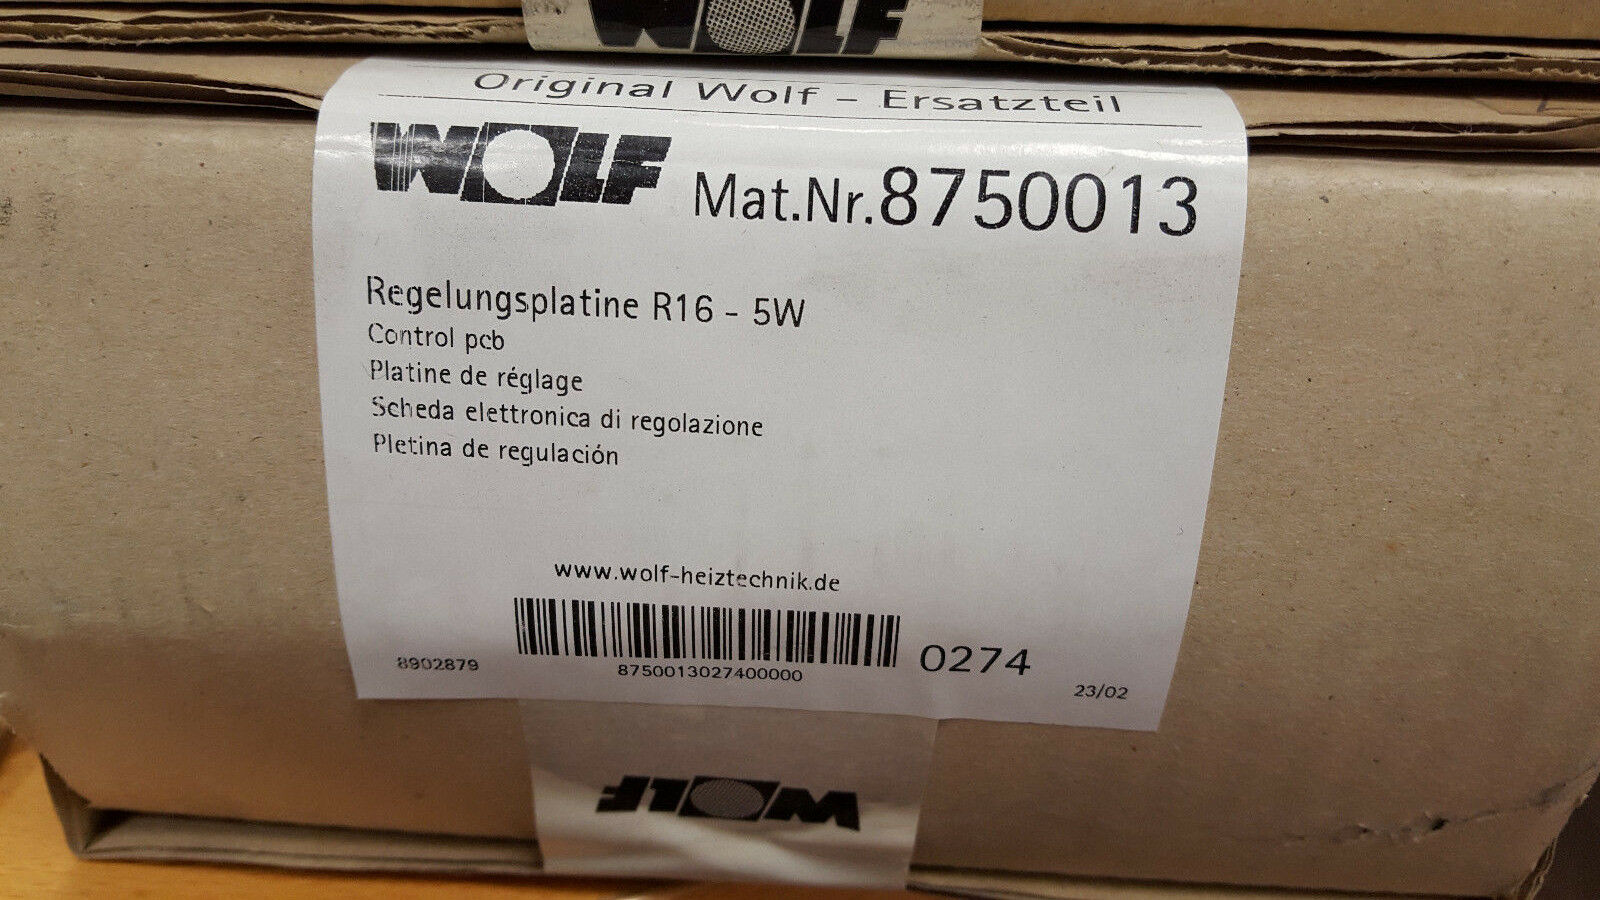 WOLF
Original Wolf - Ersatzteil
WOLF Mat.Nr.8750013
Regelungsplatine R16 - 5W
Control pcb
Platine de réglage
Scheda elettronica di regolazione
Pletina de regulación
www.wolf-heiztechnik.de
8902879 8750013027400000 0274 23/02
WOLF